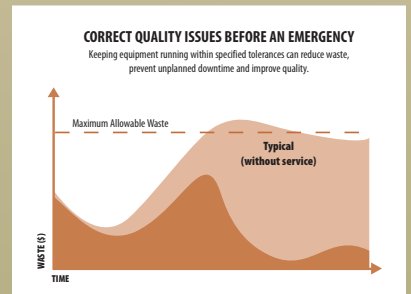 CORRECT QUALITY ISSUES BEFORE AN EMERGENCY
Keeping equipment running within specified tolerances can reduce waste,
prevent unplanned downtime and improve quality.
Maximum Allowable Waste
Typical
(without service)
WASTE ($)
TIME